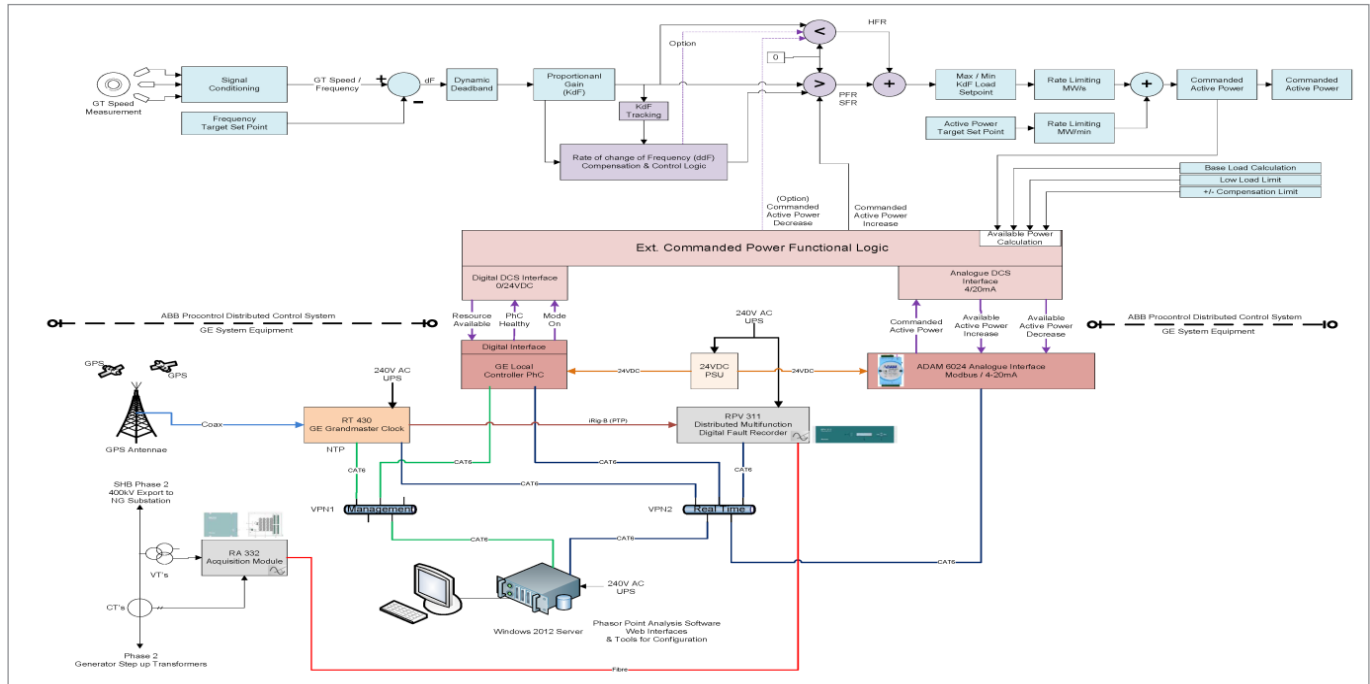 HFR
Option
0
<
GT Speed
Measurement
Signal
Conditioning
GT Speed /
Frequency
+
-
dF
Dynamic
Deadband
Proportionanl
Gain
(KdF)
>
PFR
SFR
+
Max / Min
KdF Load
Setpoint
Rate Limiting
MW/s
+
Commanded
Active Power
Commanded
Active Power
Frequency
Target Set Point
KdF
Tracking
Active Power
Target Set Point
Rate Limiting
MW/min
Rate of change of Frequency (ddF)
Compensation & Control Logic
Base Load Calculation
Low Load Limit
+/- Compensation Limit
(Option)
Commanded
Active Power
Decrease
Commanded
Active Power
Increase
Available Power
Calculation
Ext. Commanded Power Functional Logic
Digital DCS Interface
0/24VDC
Analogue DCS
Interface
4/20mA
ABB Procontrol Distributed Control System
GE System Equipment
Resource
Available
PhC
Healthy
Mode
On
240V AC
UPS
Commanded
Active Power
Available
Active Power
Increase
Available
Active Power
Decrease
ABB Procontrol Distributed Control System
GE System Equipment
Digital Interface
GE Local
Controller PhC
24VDC
24VDC
PSU
24VDC
ADAM 6024 Analogue Interface
Modbus / 4-20mA
GPS
GPS
240V AC
UPS
Coax
GPS Antennae
RT 430
GE Grandmaster Clock
NTP
iRig-B (PTP)
RPV 311
Distributed Multifunction
Digital Fault Recorder
CAT6
CAT6
CAT6
CAT6
CAT6
SHB Phase 2
400kV Export to
NG Substation
VPN1
Management
VPN2
Real Time
RA 332
Acquisition Module
VT's
CT's
CAT6
CAT6
CAT6
240V AC
UPS
Windows 2012 Server
Phasor Point Analysis Software
Web Interfaces
& Tools for Configuration
Phase 2
Generator Step up Transformers
Fibre